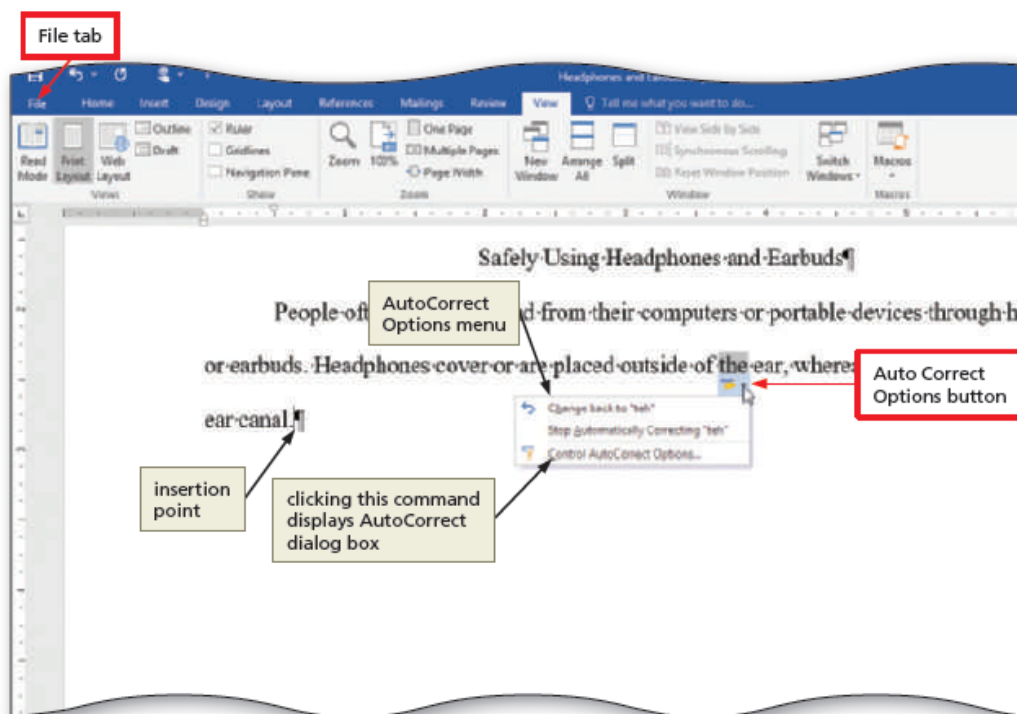 File tab
Headphones and
File Home Insert Design Layout References Mailings Review View Tell me what you want to do...
Read Mode
Print Layout
Web Layout
Outline
Draft
Views
Ruler
Gridlines
Navigation Pane
Show
Zoom
100%
One Page
Multiple Pages
Page Width
Zoom
New Window
Arrange All
Split
View Side by Side
Synchronous Scrolling
Reset Window Position
Window
Switch Windows
Macros
Macros
Safely·Using·Headphones·and·Earbuds¶
AutoCorrect
Options menu
People·of d·from·their·computers·or·portable·devices·through·h
or·earbuds.·Headphones·cover·or·are·placed·outside·of·the·ear,·wherea
Auto Correct
Options button
Change back to "teh"
Stop Automatically Correcting "teh"
Control AutoCorrect Options...
ear·canal.¶
insertion
point
clicking this command
displays AutoCorrect
dialog box